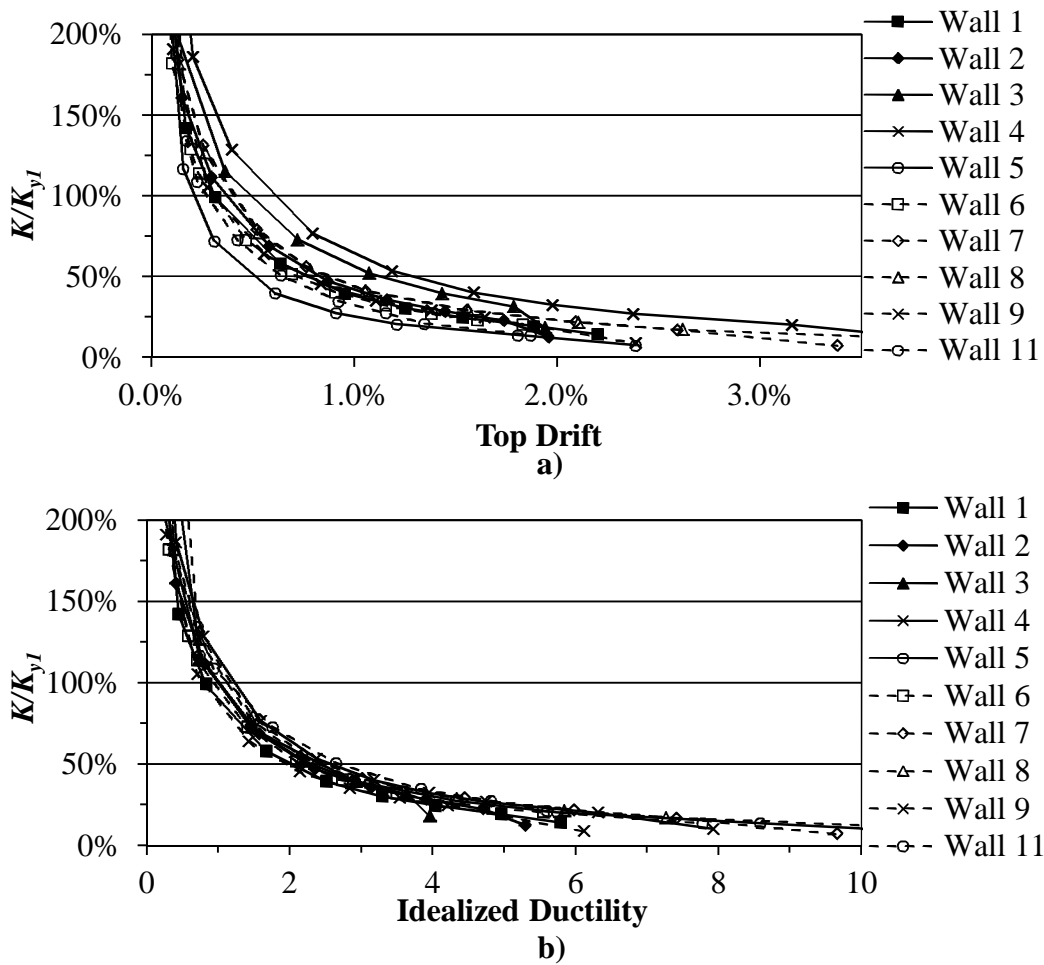 200%
150%
100%
50%
0%
K/Ky1
0.0% 1.0% 2.0% 3.0%
Top Drift
a)
Wall 1
Wall 2
Wall 3
Wall 4
Wall 5
Wall 6
Wall 7
Wall 8
Wall 9
Wall 11
200%
150%
100%
50%
0%
K/Ky1
0 2 4 6 8 10
Idealized Ductility
b)
Wall 1
Wall 2
Wall 3
Wall 4
Wall 5
Wall 6
Wall 7
Wall 8
Wall 9
Wall 11